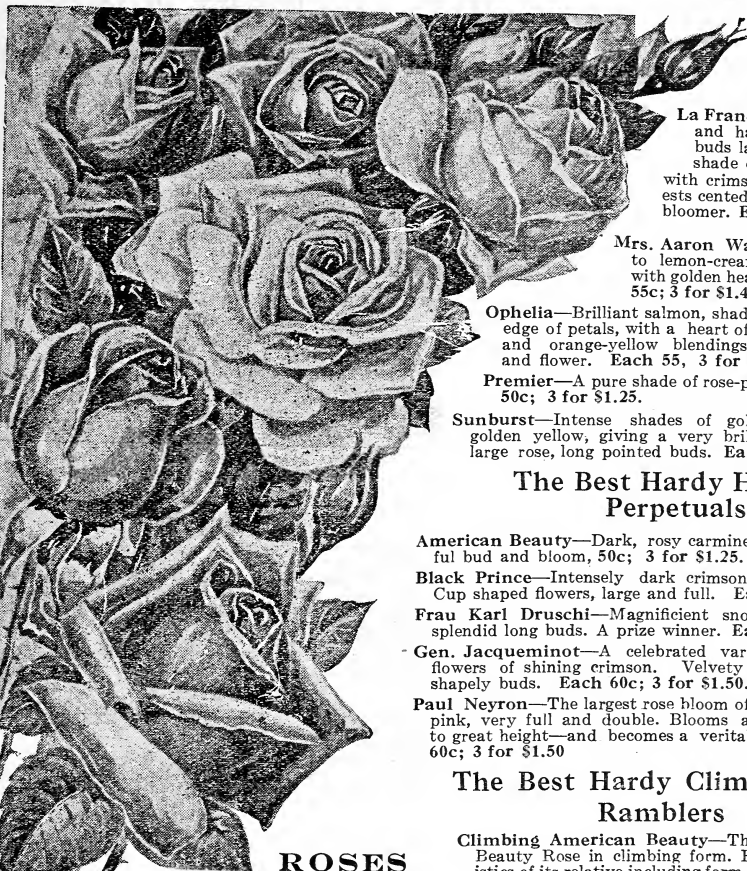 La Fran
and ha
buds la
shade
with crims
ests cented
bloomer. E
Mrs. Aaron Wa
to lemon-crea
with golden hea
55c; 3 for $1.4
Ophelia—Brilliant salmon, shad
edge of petals, with a heart of
and orange-yellow blendings
and flower. Each 55, 3 for
Premier—A pure shade of rose-p
50c; 3 for $1.25.
Sunburst—Intense shades of gol
golden yellow, giving a very bril
large rose, long pointed buds. Ea
The Best Hardy H
Perpetuals
American Beauty—Dark, rosy carmine
ful bud and bloom, 50c; 3 for $1.25.
Black Prince—Intensely dark crimson
Cup shaped flowers, large and full. Ea
Frau Karl Druschi—Magnificient sno
splendid long buds. A prize winner. Ea
Gen. Jacqueminot—A celebrated var
flowers of shining crimson. Velvety
shapely buds. Each 60c; 3 for $1.50.
Paul Neyron—The largest rose bloom of
pink, very full and double. Blooms a
to great height—and becomes a verita
60c; 3 for $1.50
The Best Hardy Clim
Ramblers
Climbing American Beauty—Th
Beauty Rose in climbing form. H
istics of its relative including form
ROSES